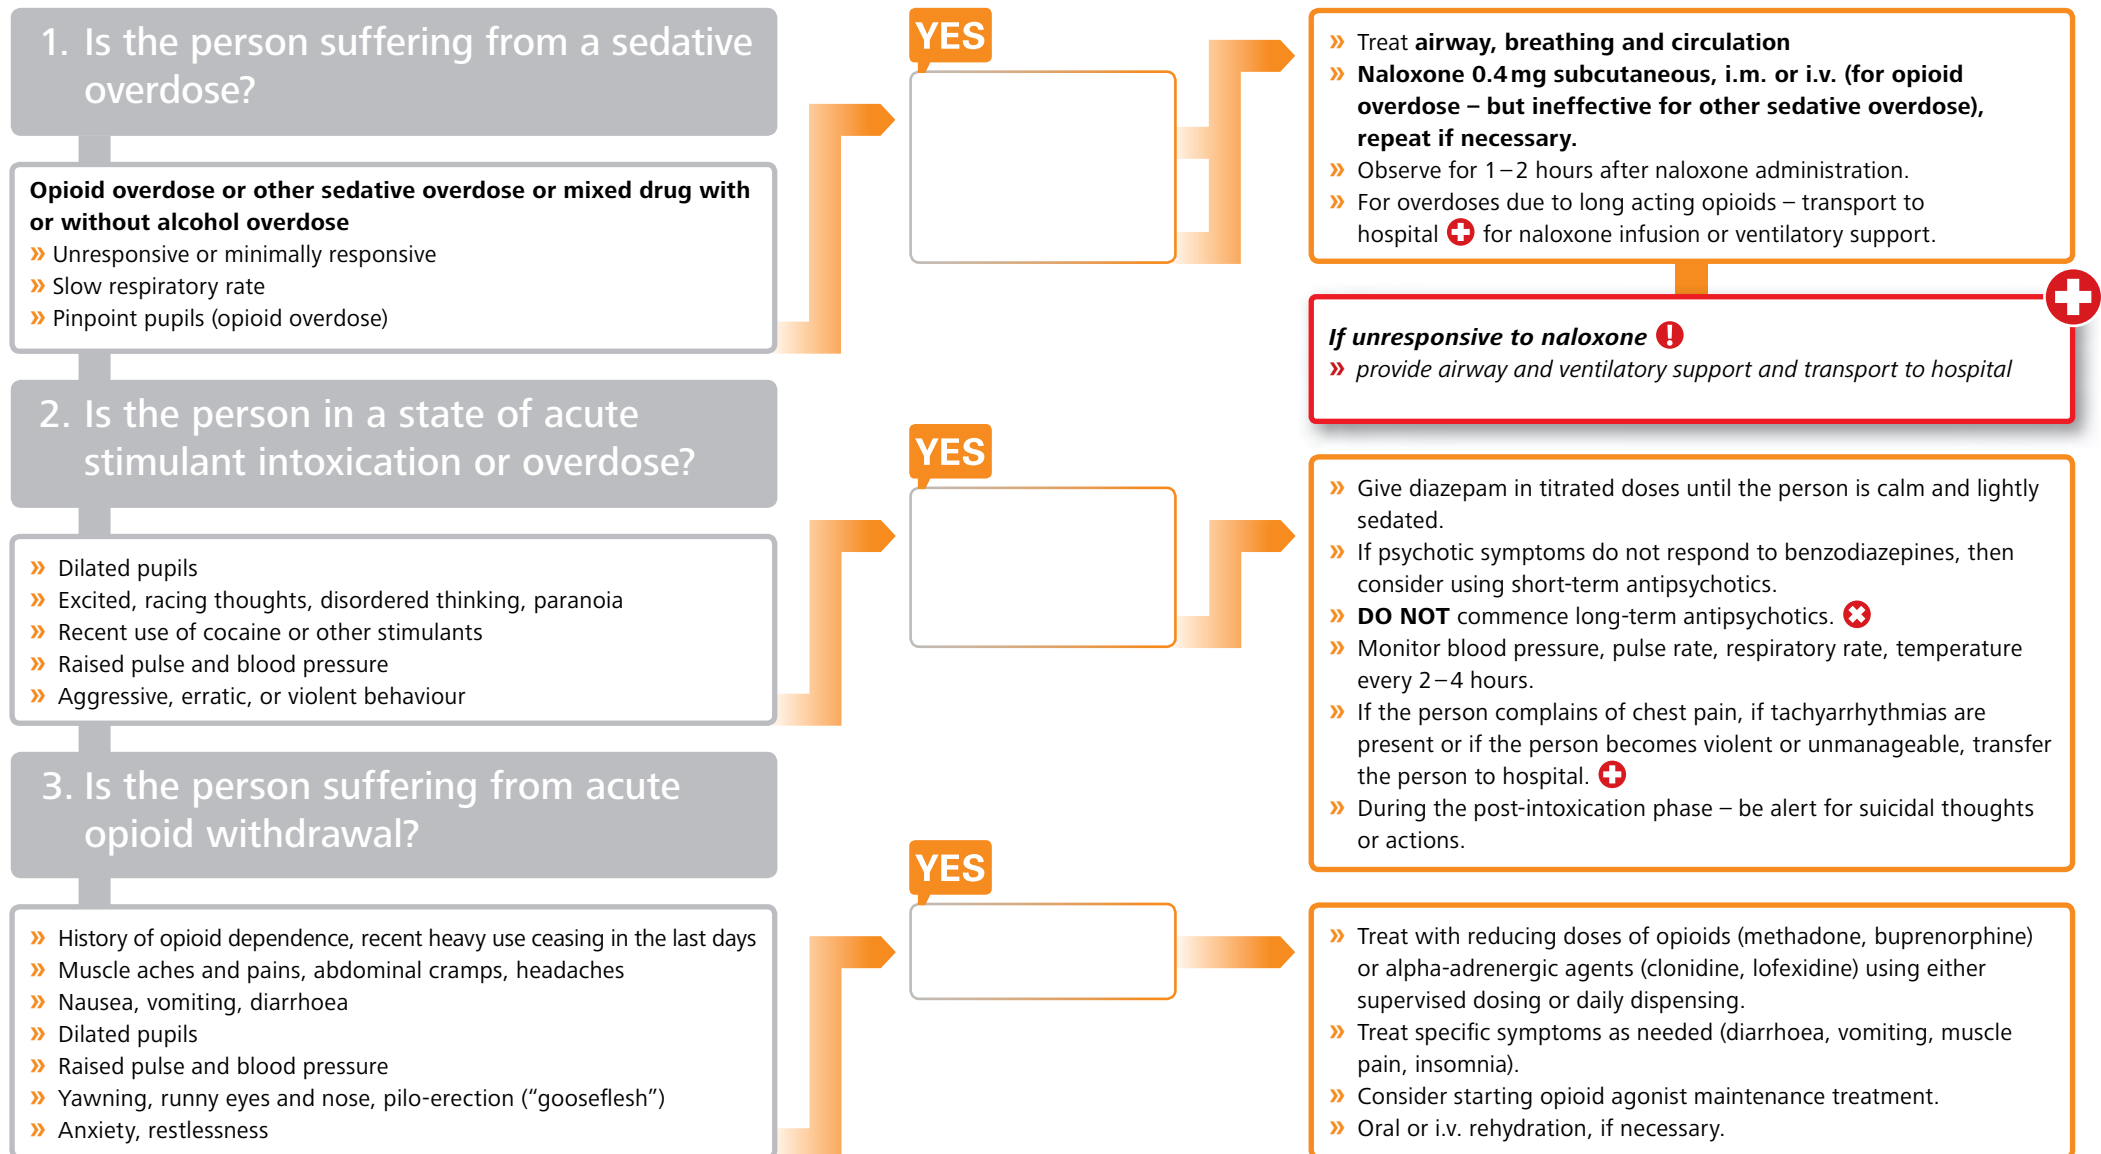 1. Is the person suffering from a sedative
overdose?
Opioid overdose or other sedative overdose or mixed drug with
or without alcohol overdose
» Unresponsive or minimally responsive
» Slow respiratory rate
» Pinpoint pupils (opioid overdose)
YES
» Treat airway, breathing and circulation
» Naloxone 0.4 mg subcutaneous, i.m. or i.v. (for opioid
overdose – but ineffective for other sedative overdose),
repeat if necessary.
» Observe for 1–2 hours after naloxone administration.
» For overdoses due to long acting opioids – transport to
hospital for naloxone infusion or ventilatory support.
If unresponsive to naloxone !
» provide airway and ventilatory support and transport to hospital
2. Is the person in a state of acute
stimulant intoxication or overdose?
» Dilated pupils
» Excited, racing thoughts, disordered thinking, paranoia
» Recent use of cocaine or other stimulants
» Raised pulse and blood pressure
» Aggressive, erratic, or violent behaviour
YES
» Give diazepam in titrated doses until the person is calm and lightly
sedated.
» If psychotic symptoms do not respond to benzodiazepines, then
consider using short-term antipsychotics.
» DO NOT commence long-term antipsychotics.
» Monitor blood pressure, pulse rate, respiratory rate, temperature
every 2–4 hours.
» If the person complains of chest pain, if tachyarrhythmias are
present or if the person becomes violent or unmanageable, transfer
the person to hospital.
» During the post-intoxication phase – be alert for suicidal thoughts
or actions.
3. Is the person suffering from acute
opioid withdrawal?
» History of opioid dependence, recent heavy use ceasing in the last days
» Muscle aches and pains, abdominal cramps, headaches
» Nausea, vomiting, diarrhoea
» Dilated pupils
» Raised pulse and blood pressure
» Yawning, runny eyes and nose, pilo-erection (“gooseflesh”)
» Anxiety, restlessness
YES
» Treat with reducing doses of opioids (methadone, buprenorphine)
or alpha-adrenergic agents (clonidine, lofexidine) using either
supervised dosing or daily dispensing.
» Treat specific symptoms as needed (diarrhoea, vomiting, muscle
pain, insomnia).
» Consider starting opioid agonist maintenance treatment.
» Oral or i.v. rehydration, if necessary.